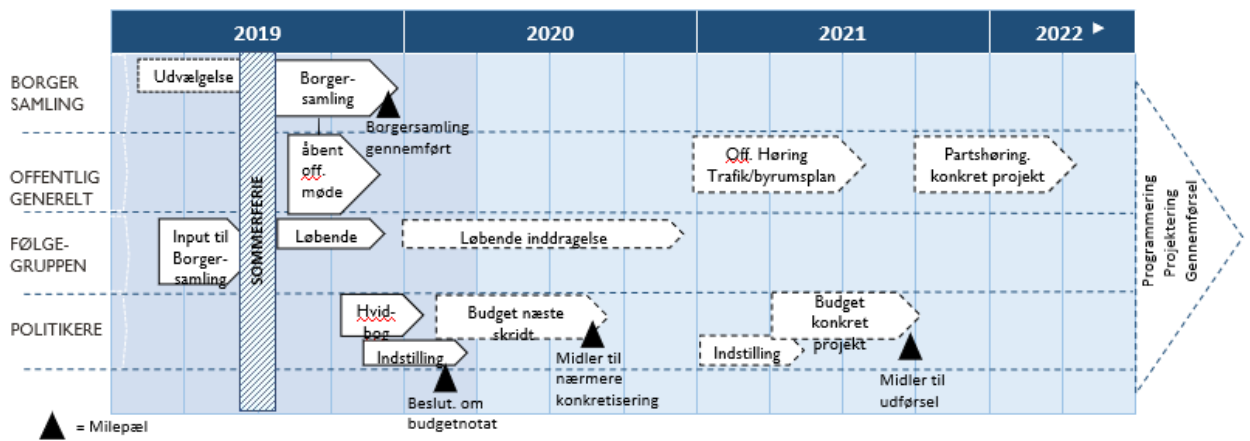 2019 2020 2021 2022
BORGER
SAMLING
Udvælgelse
Borger-
samling
Borgersamling
gennemført
OFFENTLIG
GENERELT
åbent
off.
møde
Off. Høring
Trafik/byrumsplan
Partshøring.
konkret projekt
FØLGE-
GRUPPEN
Input til
Borger-
samling
SOMMERFERIE
Løbende
Løbende inddragelse
POLITIKERE
Hvid-
bog
Indstilling
Beslut. om
budgetnotat
Budget næste
skridt
Midler til
nærmere
konkretisering
Indstilling
Budget
konkret
projekt
Midler til
udførsel
Programmering
Projektering
Gennemførsel
= Milepæl